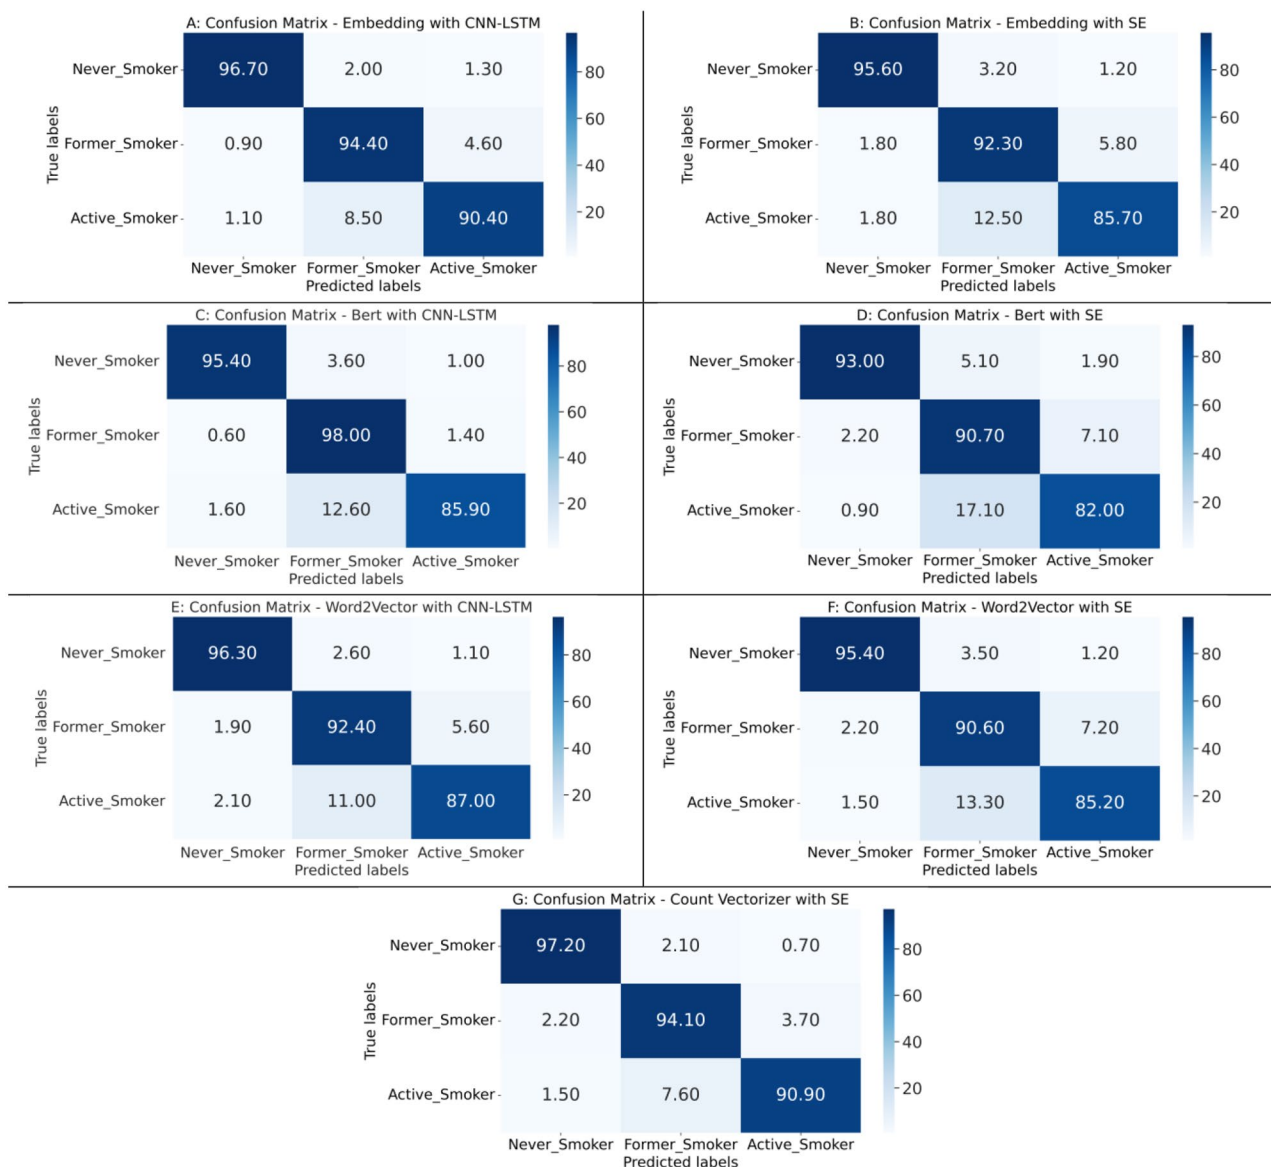 A: Confusion Matrix - Embedding with CNN-LSTM
True labels
Never_Smoker 96.70 2.00 1.30
Former_Smoker 0.90 94.40 4.60
Active_Smoker 1.10 8.50 90.40
Never_Smoker Former_Smoker Active_Smoker
Predicted labels
80
60
40
20
B: Confusion Matrix - Embedding with SE
True labels
Never_Smoker 95.60 3.20 1.20
Former_Smoker 1.80 92.30 5.80
Active_Smoker 1.80 12.50 85.70
Never_Smoker Former_Smoker Active_Smoker
Predicted labels
80
60
40
20
C: Confusion Matrix - Bert with CNN-LSTM
True labels
Never_Smoker 95.40 3.60 1.00
Former_Smoker 0.60 98.00 1.40
Active_Smoker 1.60 12.60 85.90
Never_Smoker Former_Smoker Active_Smoker
Predicted labels
80
60
40
20
D: Confusion Matrix - Bert with SE
True labels
Never_Smoker 93.00 5.10 1.90
Former_Smoker 2.20 90.70 7.10
Active_Smoker 0.90 17.10 82.00
Never_Smoker Former_Smoker Active_Smoker
Predicted labels
80
60
40
20
E: Confusion Matrix - Word2Vector with CNN-LSTM
True labels
Never_Smoker 96.30 2.60 1.10
Former_Smoker 1.90 92.40 5.60
Active_Smoker 2.10 11.00 87.00
Never_Smoker Former_Smoker Active_Smoker
Predicted labels
80
60
40
20
F: Confusion Matrix - Word2Vector with SE
True labels
Never_Smoker 95.40 3.50 1.20
Former_Smoker 2.20 90.60 7.20
Active_Smoker 1.50 13.30 85.20
Never_Smoker Former_Smoker Active_Smoker
Predicted labels
80
60
40
20
G: Confusion Matrix - Count Vectorizer with SE
True labels
Never_Smoker 97.20 2.10 0.70
Former_Smoker 2.20 94.10 3.70
Active_Smoker 1.50 7.60 90.90
Never_Smoker Former_Smoker Active_Smoker
Predicted labels
80
60
40
20